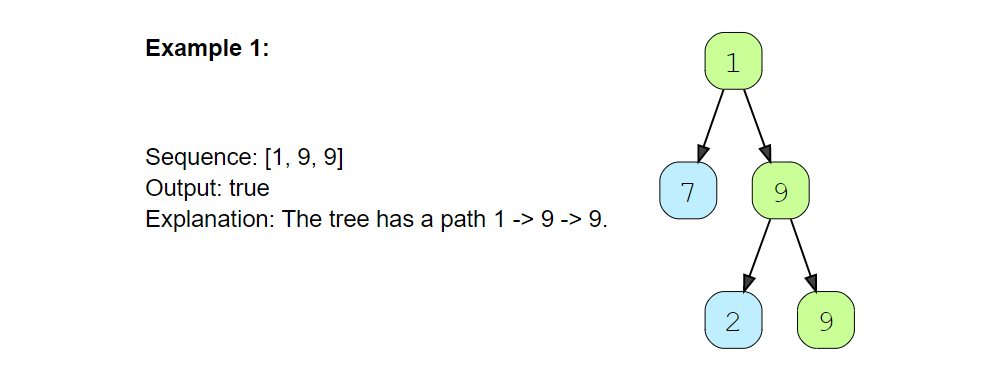 Example 1:
1
Sequence: [1, 9, 9]
Output: true
7
9
Explanation: The tree has a path 1 -> 9 -> 9.
2
9